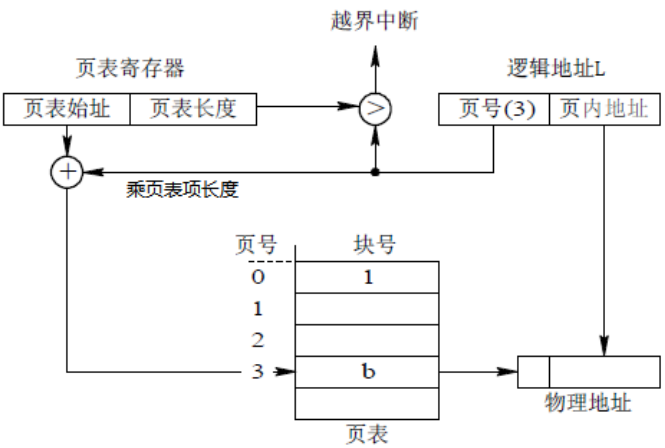 越界中断
页表寄存器
逻辑地址L
页表始址 页表长度
>
页号(3) 页内地址
+
乘页表项长度
页号 块号
0 1
1
2
3 b
物理地址
页表